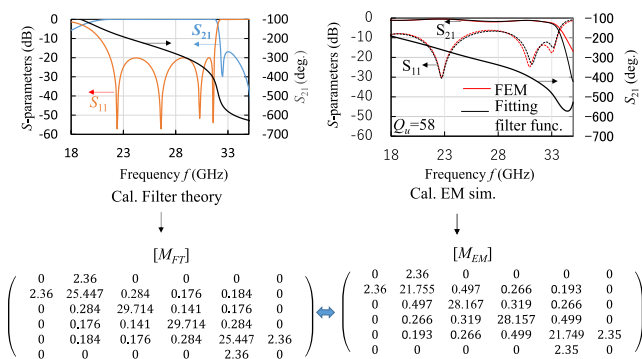 0
-10
-20
-30
-40
-50
-60
S-parameters (dB)
S₂₁
S₁₁
-100
-200
-300
-400
-500
-600
-700
S₂₁ (deg.)
18 23 28 33
Frequency f (GHz)
Cal. Filter theory
0
-10
-20
-30
-40
-50
-60
S-parameters (dB)
S₂₁
S₁₁
FEM
Fitting
filter func.
Qᵤ=58
-100
-200
-300
-400
-500
-600
-700
S₂₁ (deg.)
18 23 28 33
Frequency f (GHz)
Cal. EM sim.
[M_FT]
0 2.36 0 0 0 0
2.36 25.447 0.284 0.176 0.184 0
0 0.284 29.714 0.141 0.176 0
0 0.176 0.141 29.714 0.284 0
0 0.184 0.176 0.284 25.447 2.36
0 0 0 0 2.36 0
[M_EM]
0 2.36 0 0 0 0
2.36 21.755 0.497 0.266 0.193 0
0 0.497 28.167 0.319 0.266 0
0 0.266 0.319 28.157 0.499 0
0 0.193 0.266 0.499 21.749 2.35
0 0 0 0 2.35 0